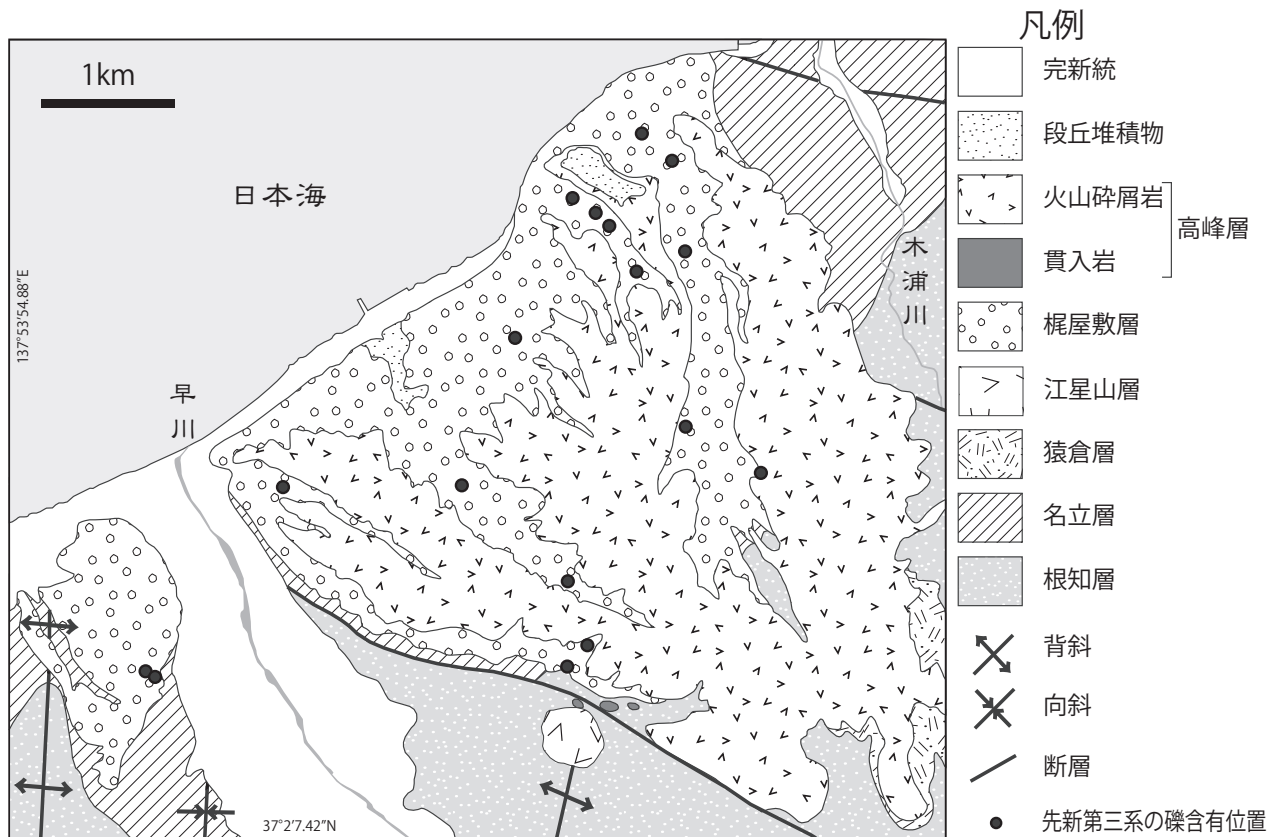 1km
日本海
早川
木浦川
137°53′54.88″E
37°2′7.42″N
凡例
完新統
段丘堆積物
火山砕屑岩
貫入岩
高峰層
梶屋敷層
江星山層
猿倉層
名立層
根知層
背斜
向斜
断層
先新第三系の礫含有位置